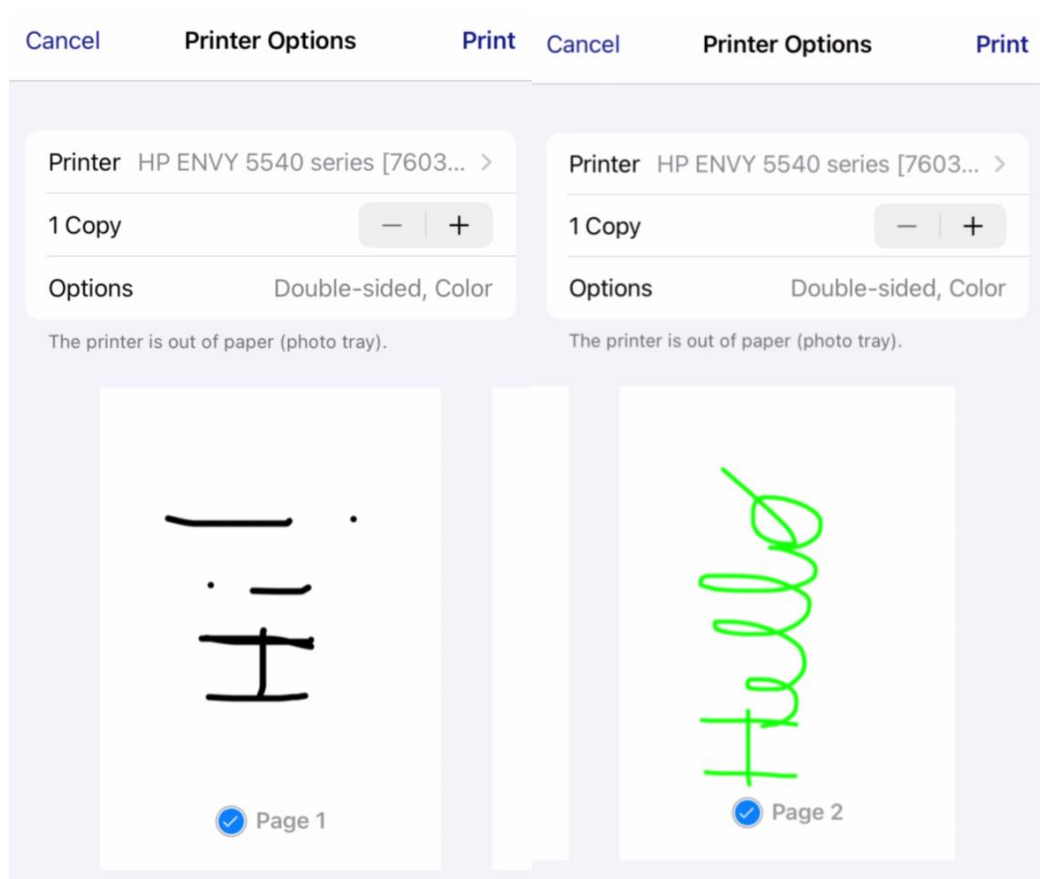 Cancel Printer Options Print
Printer HP ENVY 5540 series [7603...
1 Copy
Options Double-sided, Color
The printer is out of paper (photo tray).
Hi!
Page 1
Cancel Printer Options Print
Printer HP ENVY 5540 series [7603...
1 Copy
Options Double-sided, Color
The printer is out of paper (photo tray).
Hello
Page 2